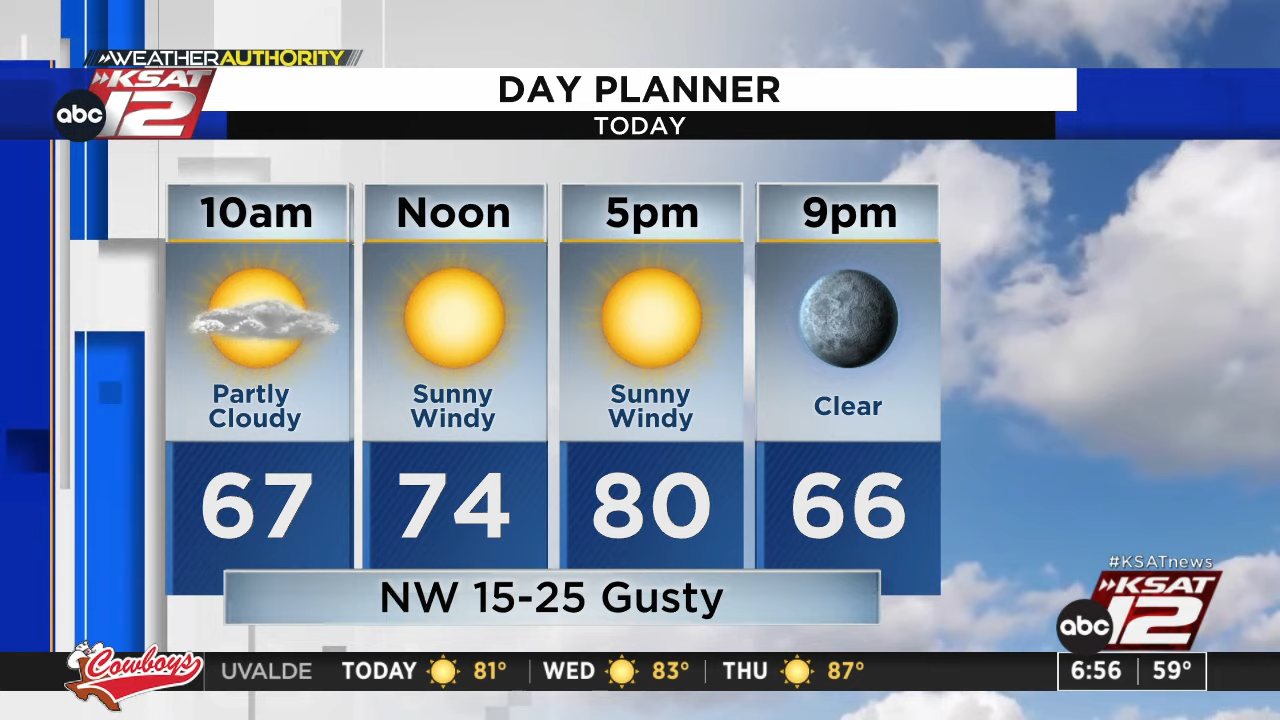 WEATHERAUTHORITY
KSAT
abc 12
DAY PLANNER
TODAY
10am Noon 5pm 9pm
Partly Sunny Sunny Clear
Cloudy Windy Windy
67 74 80 66
NW 15-25 Gusty
#KSATnews
KSAT
abc 12
Cowboys UVALDE TODAY 81° WED 83° THU 87° 6:56 59°